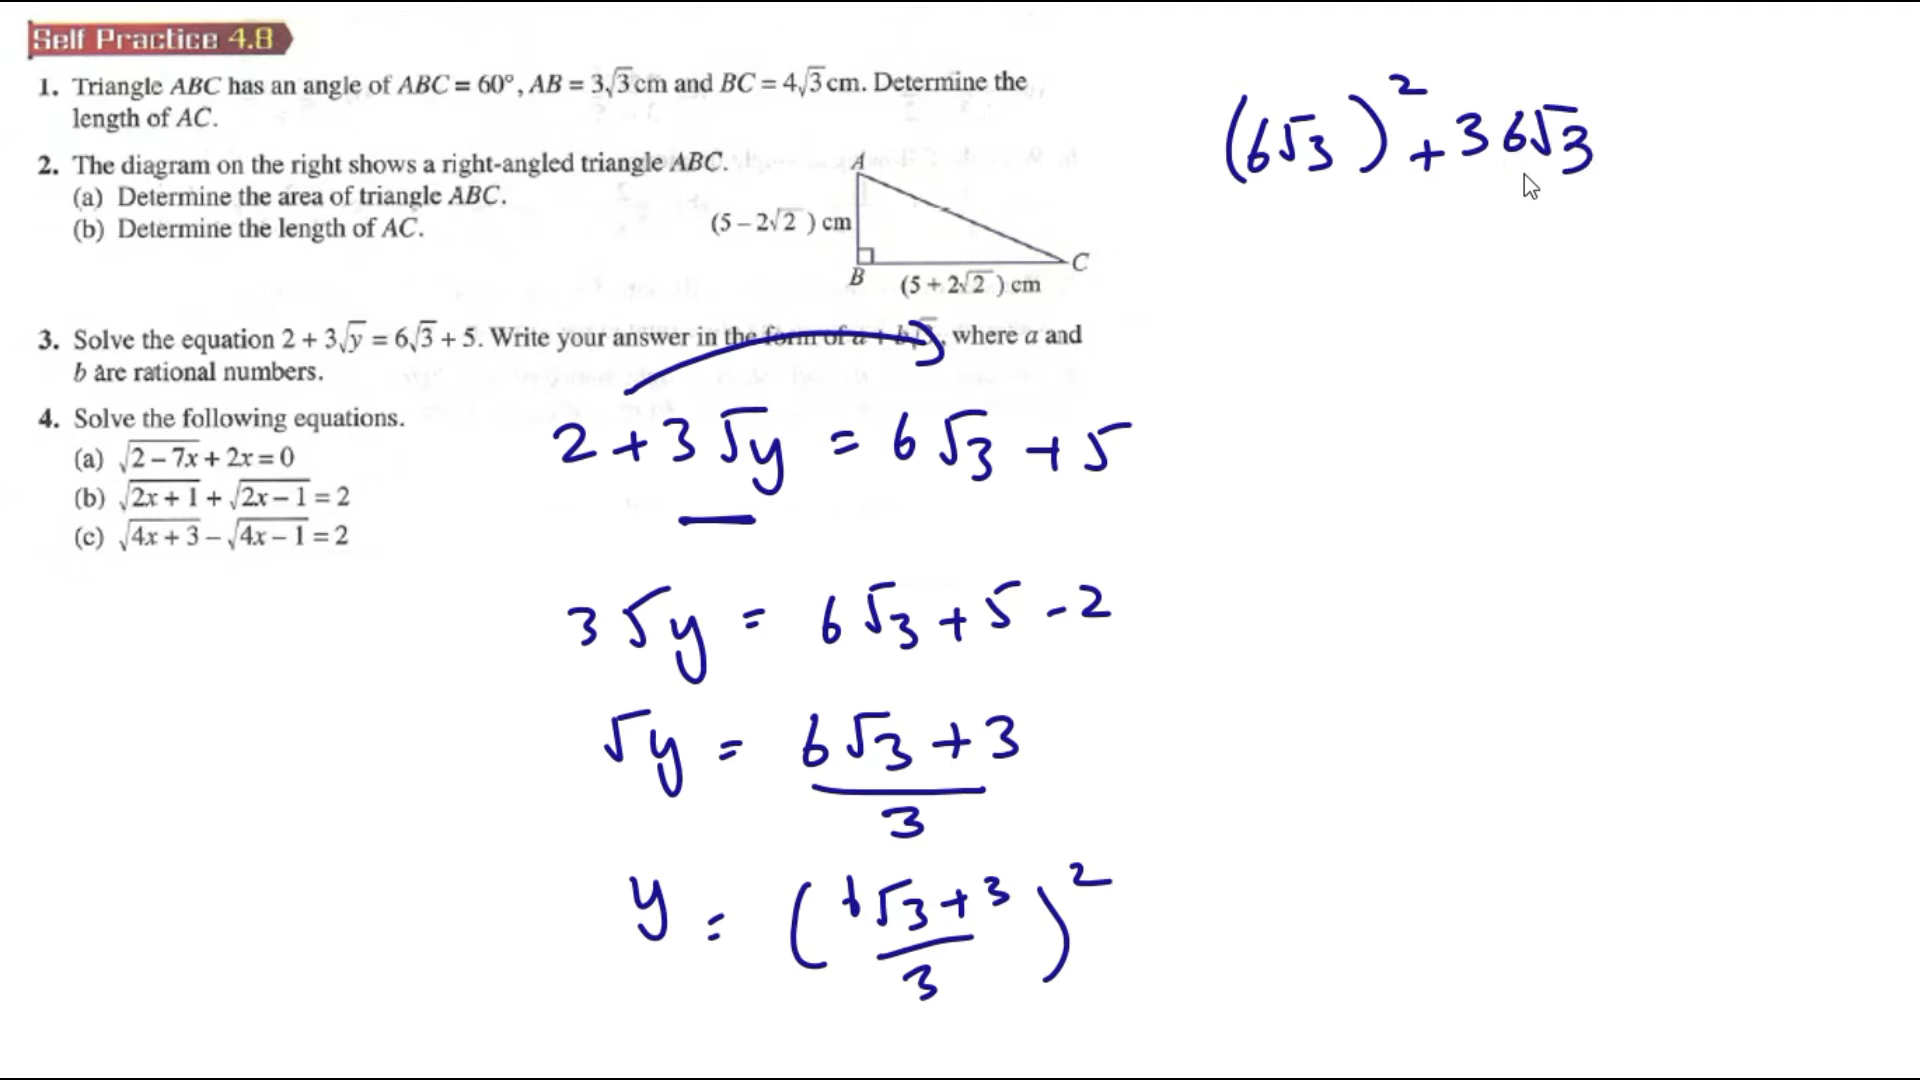 Self Practice 4.8
1. Triangle ABC has an angle of ABC = 60°, AB = 3√3 cm and BC = 4√3 cm. Determine the
length of AC.
2. The diagram on the right shows a right-angled triangle ABC.
(a) Determine the area of triangle ABC.
(b) Determine the length of AC.
A
(5 – 2√2 ) cm
B
C
(5 + 2√2 ) cm
3. Solve the equation 2 + 3√y = 6√3 + 5. Write your answer in the form of a + b√3, where a and
b are rational numbers.
4. Solve the following equations.
(a) √(2 – 7x) + 2x = 0
(b) √(2x + 1) + √(2x – 1) = 2
(c) √(4x + 3) – √(4x – 1) = 2
2 + 3√y = 6√3 + 5
3√y = 6√3 + 5 - 2
√y = 6√3 + 3
3
y = (6√3 + 3)²
3
(6√3)² + 36√3